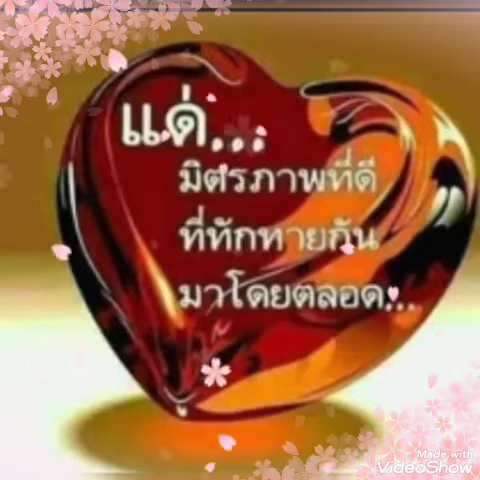 แด่...
มิตรภาพที่ดี
ที่ทักทายกัน
มาโดยตลอด...
Made with
VideoShow